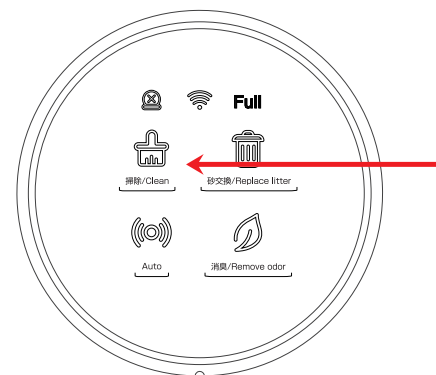 Full
掃除/Clean
砂交換/Replace litter
Auto
消臭/Remove odor